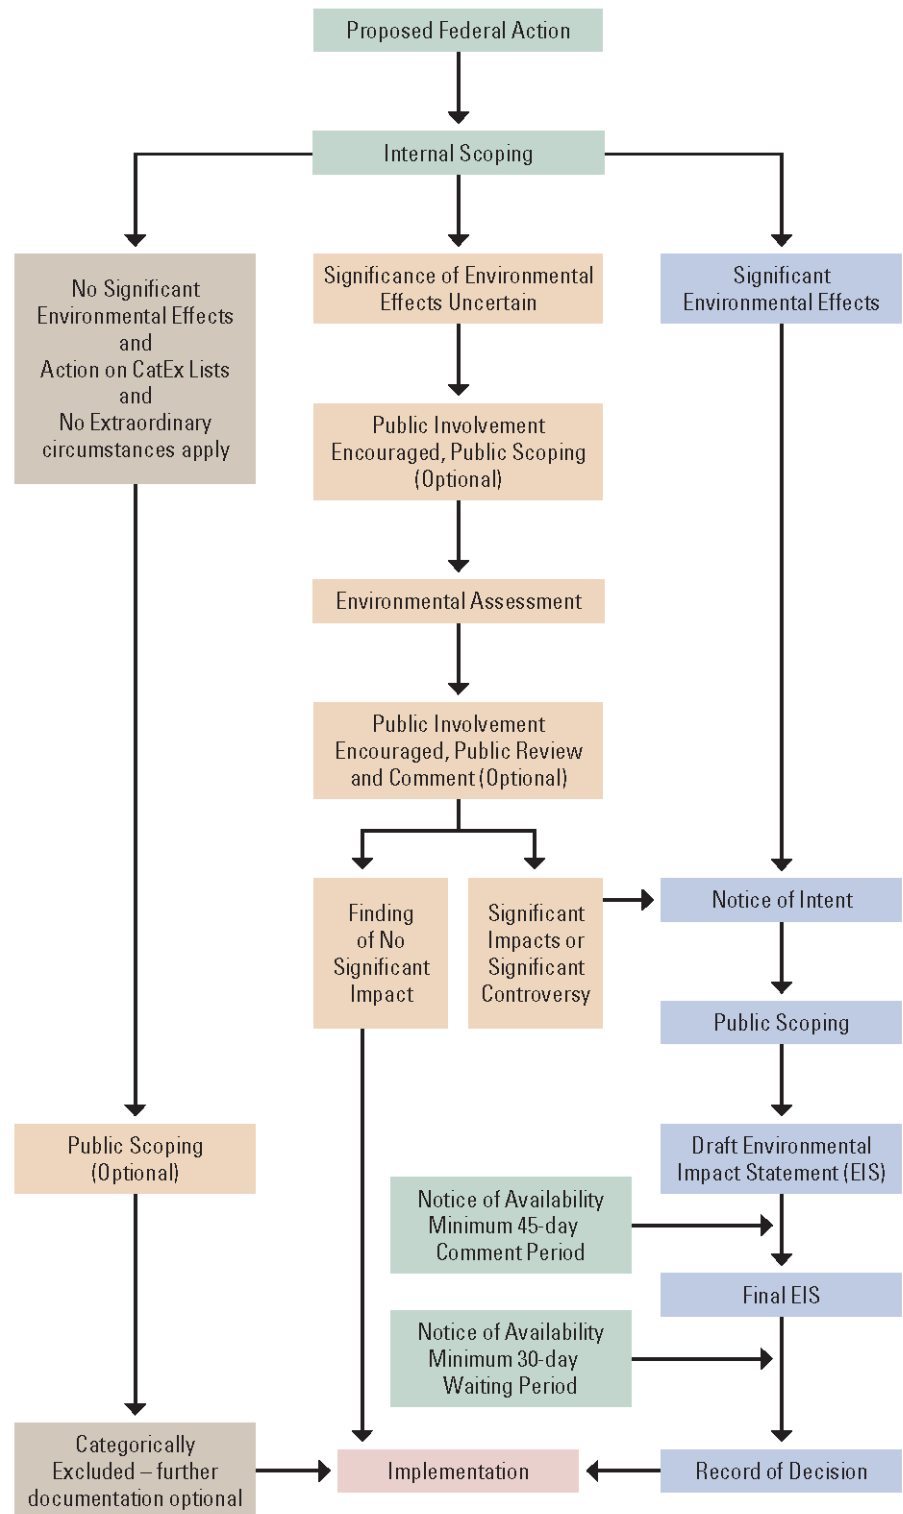 Proposed Federal Action
Internal Scoping
No Significant
Environmental Effects
and
Action on CatEx Lists
and
No Extraordinary
circumstances apply
Significance of Environmental
Effects Uncertain
Significant
Environmental Effects
Public Involvement
Encouraged, Public Scoping
(Optional)
Environmental Assessment
Public Involvement
Encouraged, Public Review
and Comment (Optional)
Finding
of No
Significant
Impact
Significant
Impacts or
Significant
Controversy
Notice of Intent
Public Scoping
Public Scoping
(Optional)
Draft Environmental
Impact Statement (EIS)
Notice of Availability
Minimum 45-day
Comment Period
Final EIS
Notice of Availability
Minimum 30-day
Waiting Period
Categorically
Excluded – further
documentation optional
Implementation
Record of Decision